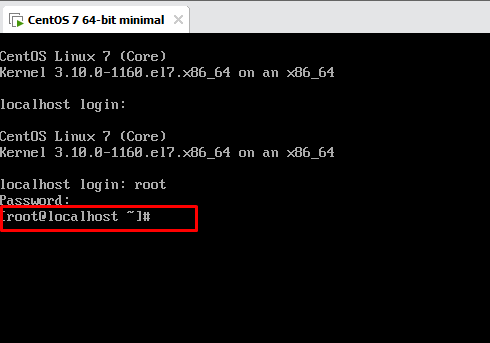 CentOS 7 64-bit minimal
CentOS Linux 7 (Core)
Kernel 3.10.0-1160.el7.x86_64 on an x86_64
localhost login:
CentOS Linux 7 (Core)
Kernel 3.10.0-1160.el7.x86_64 on an x86_64
localhost login: root
Password:
[root@localhost ~]#